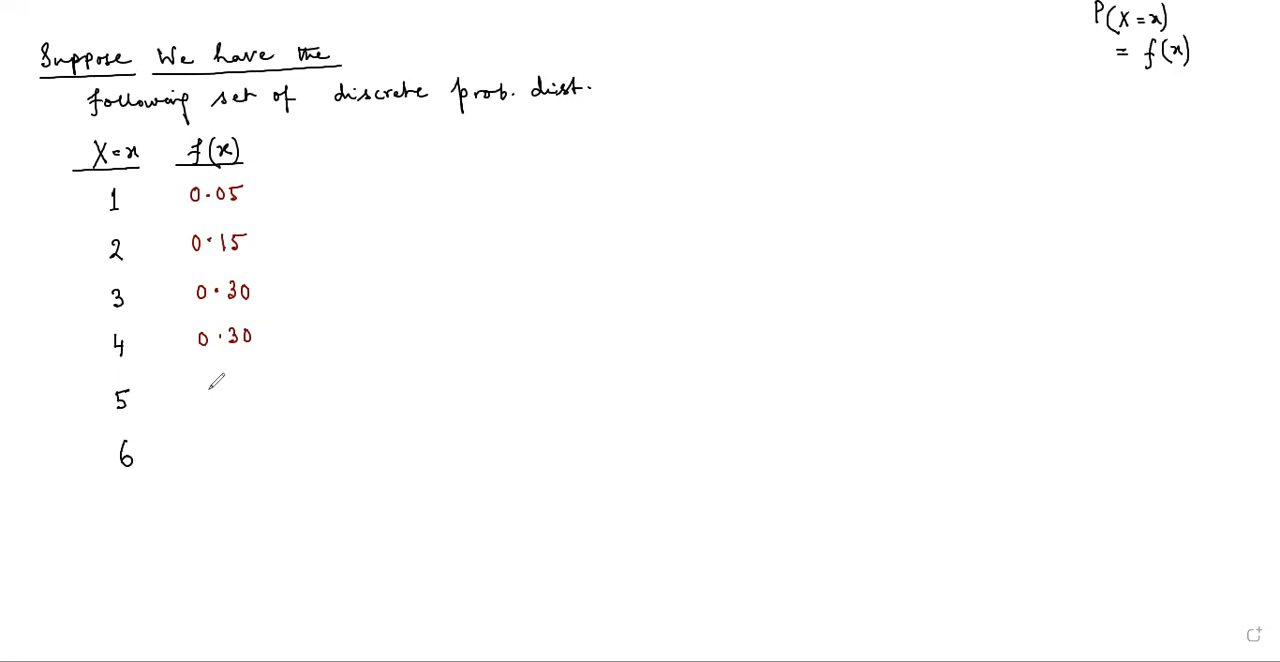 Suppose We have the
following set of discrete prob. dist.
X=x f(x)
1 0.05
2 0.15
3 0.30
4 0.30
5
6
P(X=x)
= f(x)